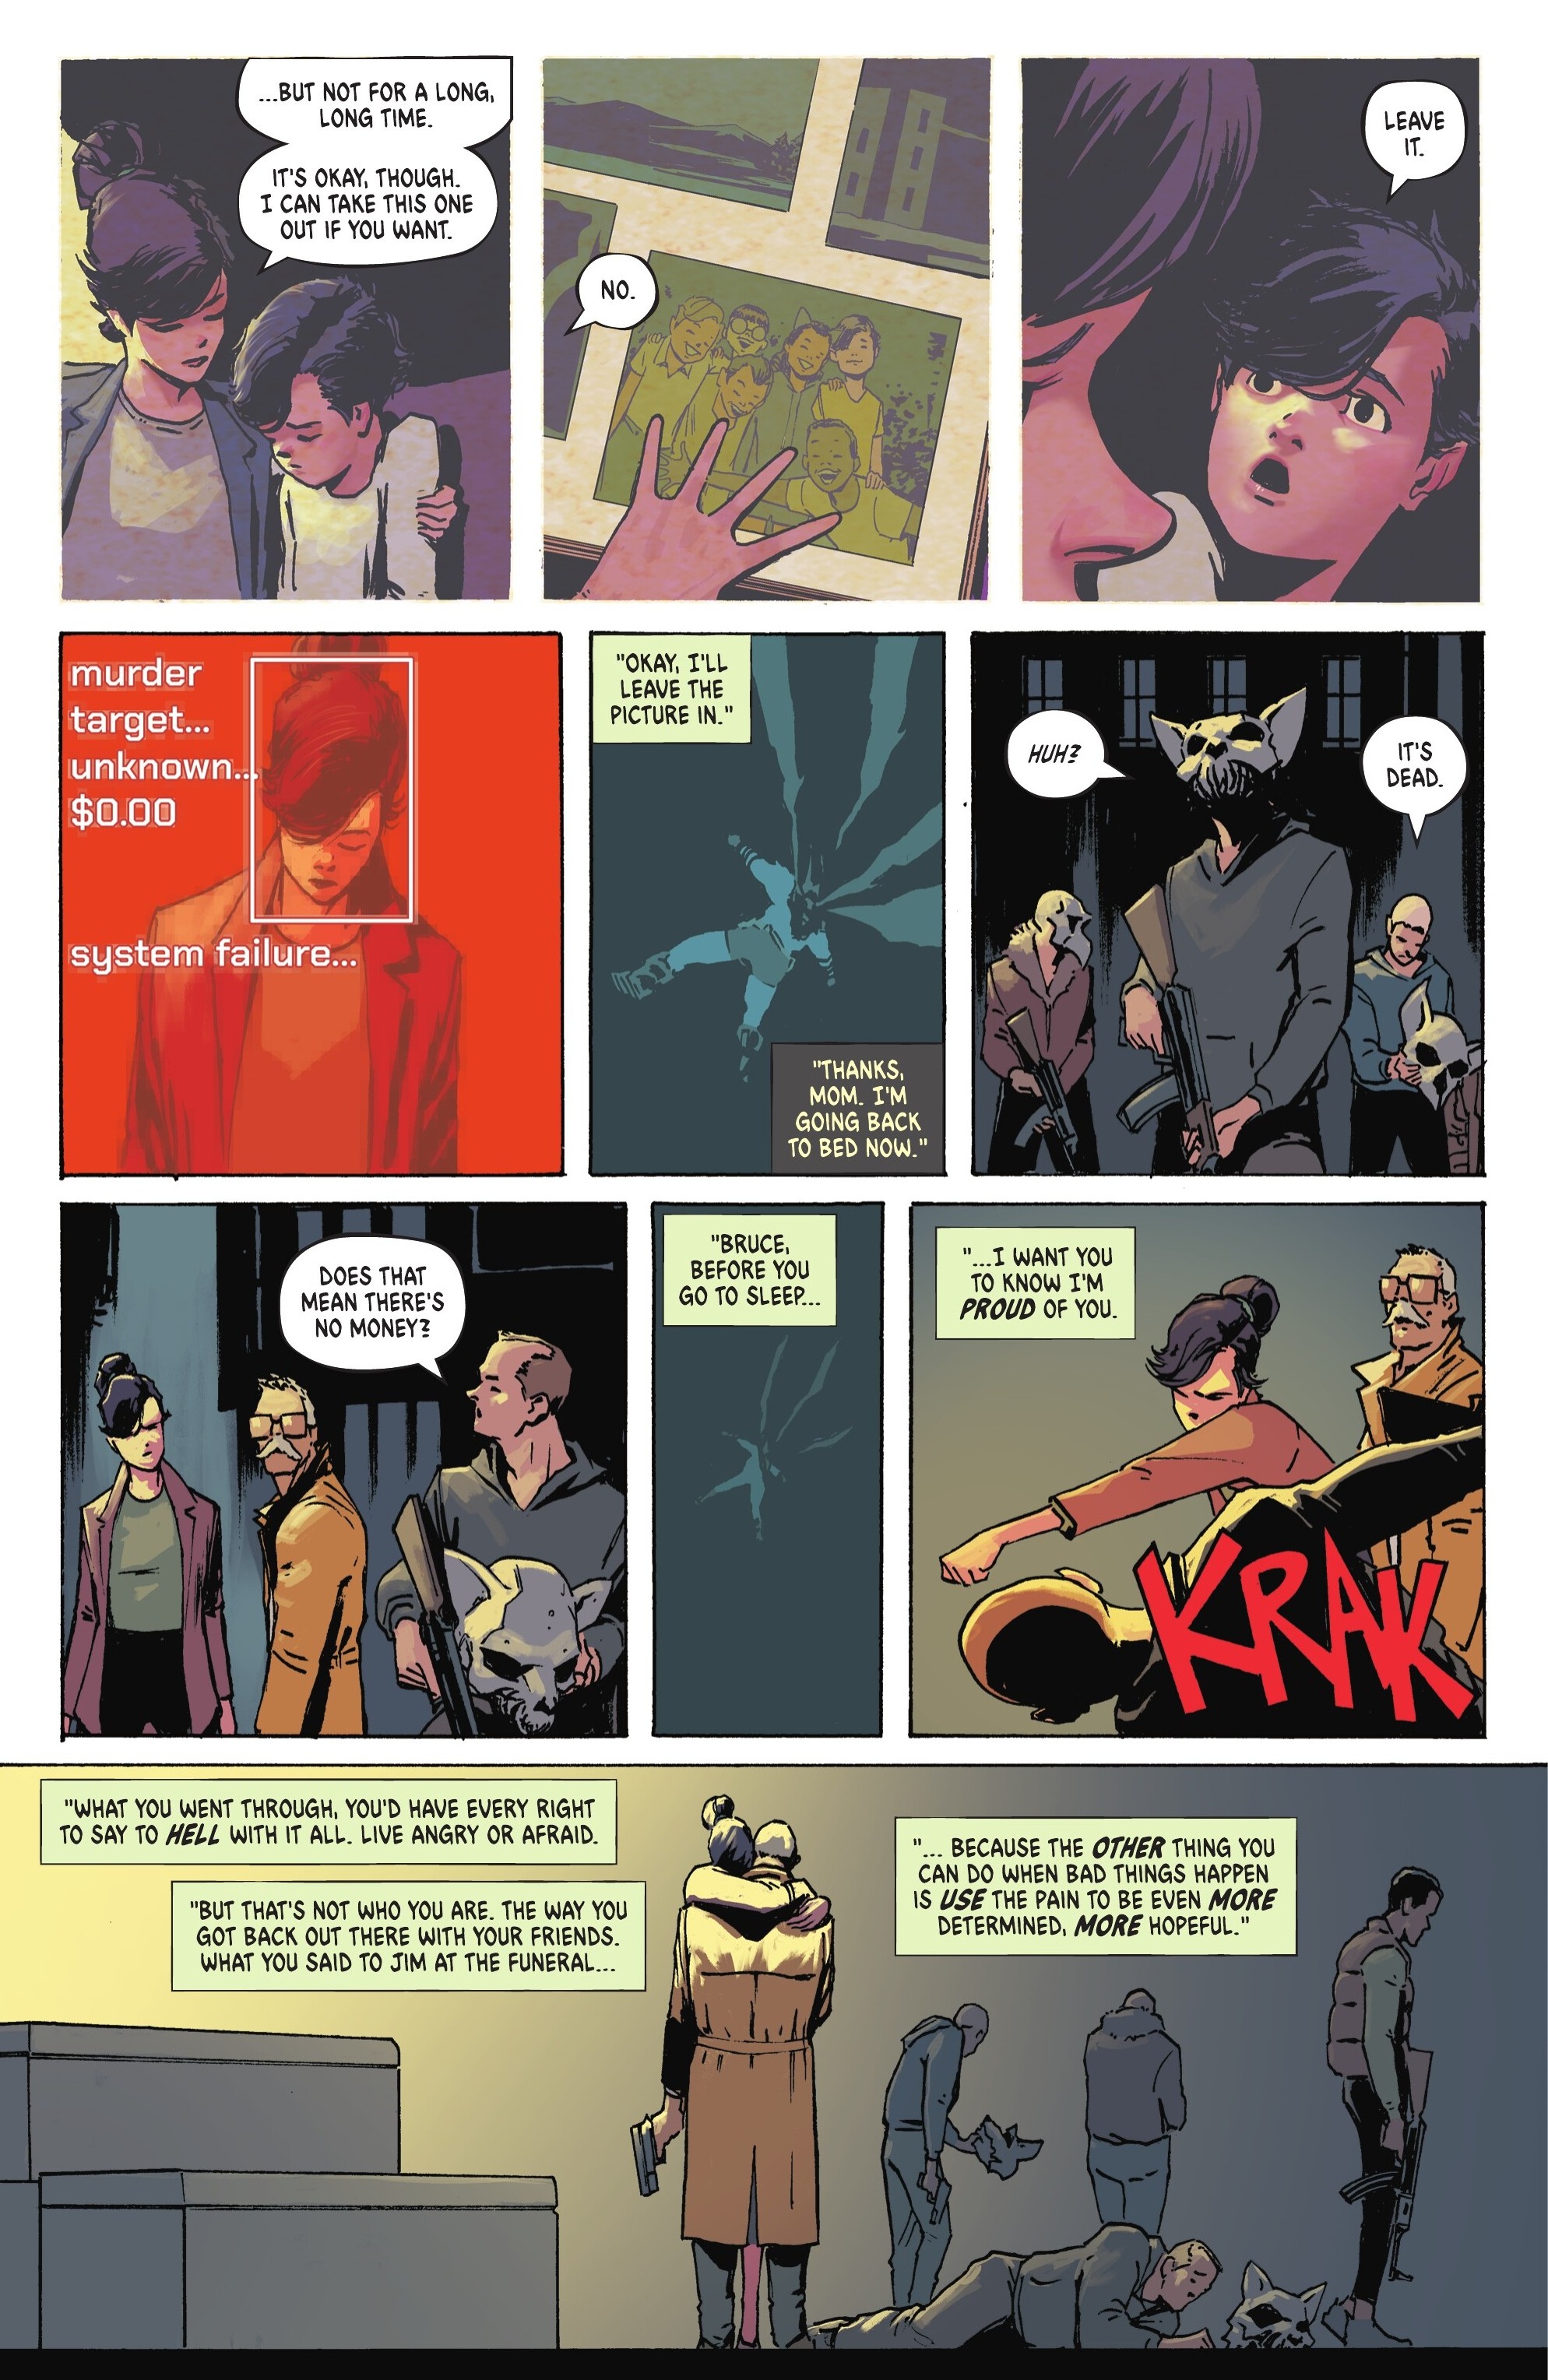 ...BUT NOT FOR A LONG,
LONG TIME.
IT'S OKAY, THOUGH.
I CAN TAKE THIS ONE
OUT IF YOU WANT.
NO.
LEAVE
IT.
murder
target...
unknown...
$0.00
system failure...
"OKAY, I'LL
LEAVE THE
PICTURE IN."
"THANKS,
MOM. I'M
GOING BACK
TO BED NOW."
HUH?
IT'S
DEAD.
DOES THAT
MEAN THERE'S
NO MONEY?
"BRUCE,
BEFORE YOU
GO TO SLEEP...
"...I WANT YOU
TO KNOW I'M
PROUD OF YOU.
KRAK
"WHAT YOU WENT THROUGH, YOU'D HAVE EVERY RIGHT
TO SAY TO HELL WITH IT ALL. LIVE ANGRY OR AFRAID.
"BUT THAT'S NOT WHO YOU ARE. THE WAY YOU
GOT BACK OUT THERE WITH YOUR FRIENDS.
WHAT YOU SAID TO JIM AT THE FUNERAL...
"... BECAUSE THE OTHER THING YOU
CAN DO WHEN BAD THINGS HAPPEN
IS USE THE PAIN TO BE EVEN MORE
DETERMINED, MORE HOPEFUL."